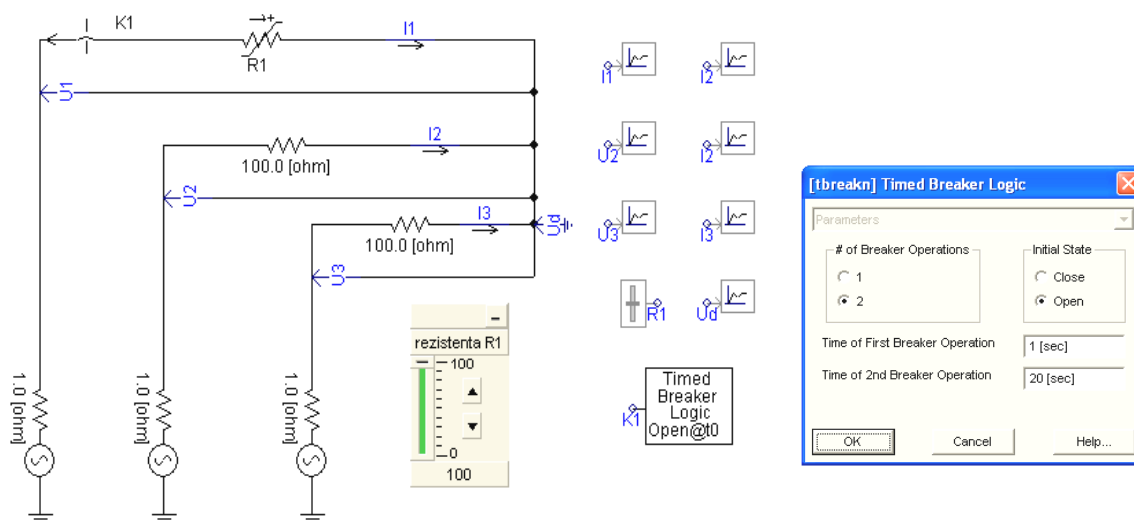 K1
I1
R1
U1
I2
100.0 [ohm]
U2
I3
100.0 [ohm]
Ud
U3
1.0 [ohm]
1.0 [ohm]
1.0 [ohm]
rezistenta R1
100
0
100
I1
I2
U2
I2
U3
I3
R1
Ud
K1
Timed
Breaker
Logic
Open@t0
[tbreakn] Timed Breaker Logic
Parameters
# of Breaker Operations
1
2
Initial State
Close
Open
Time of First Breaker Operation
1 [sec]
Time of 2nd Breaker Operation
20 [sec]
OK
Cancel
Help...